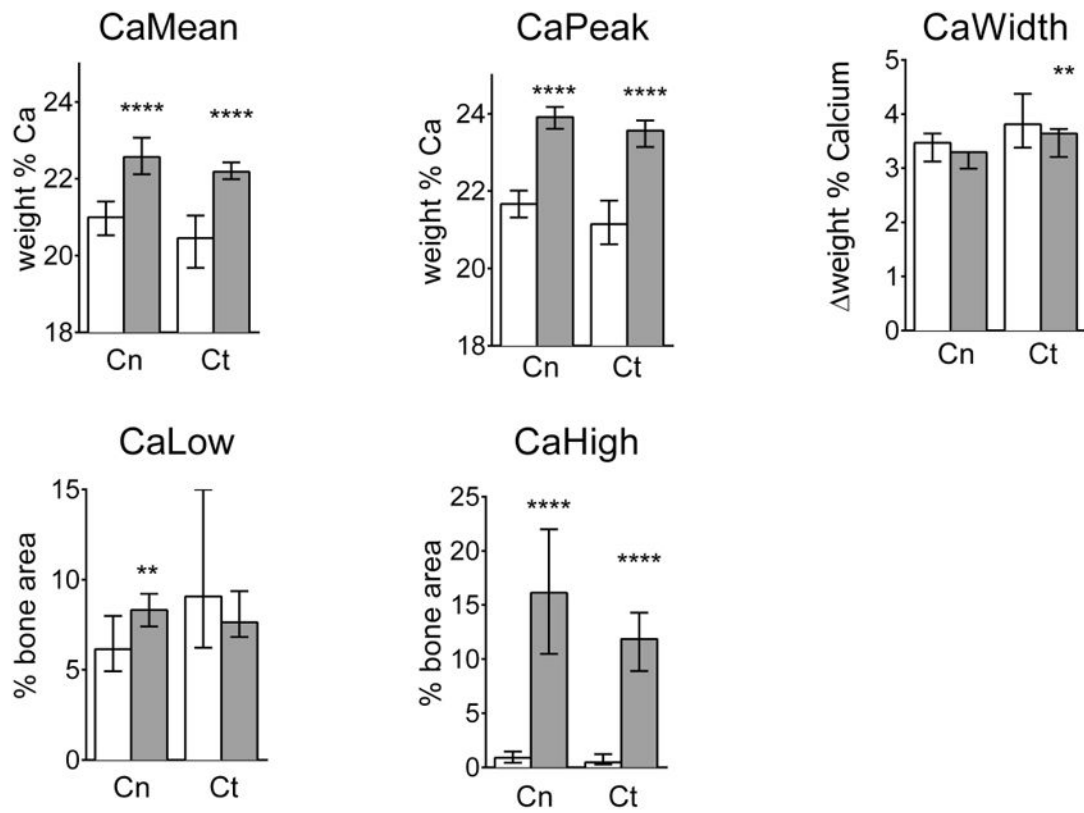 CaMean
weight % Ca
24
22
20
18
****
****
Cn
Ct
CaPeak
weight % Ca
24
22
20
18
****
****
Cn
Ct
CaWidth
Δweight % Calcium
5
4
3
2
1
0
**
Cn
Ct
CaLow
% bone area
15
10
5
0
**
Cn
Ct
CaHigh
% bone area
25
20
15
10
5
0
****
****
Cn
Ct